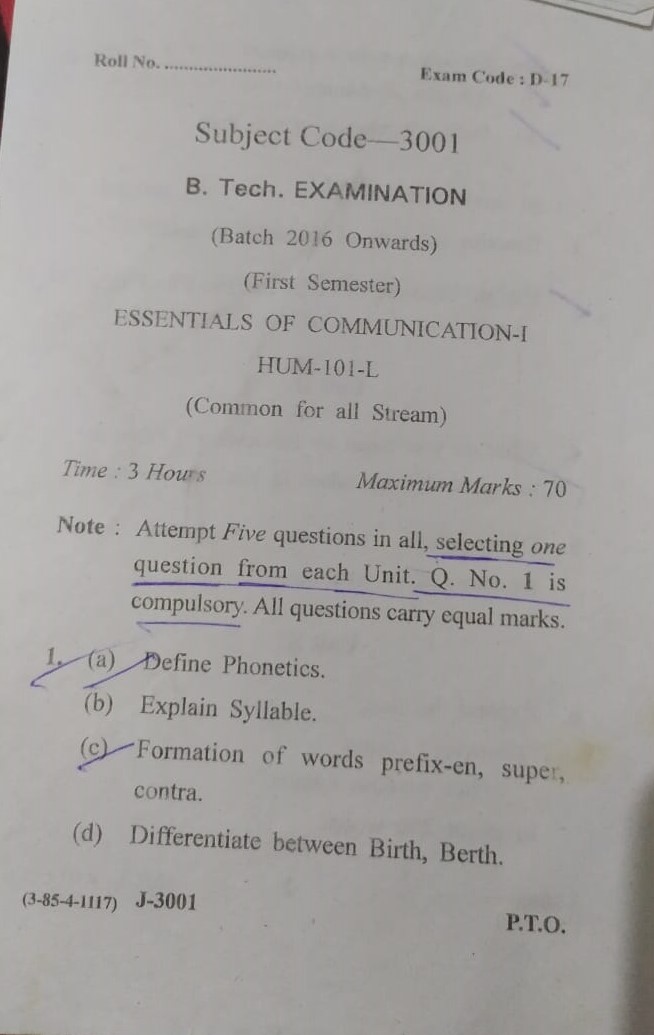 Roll No. ........................
Exam Code : D-17
Subject Code—3001
B. Tech. EXAMINATION
(Batch 2016 Onwards)
(First Semester)
ESSENTIALS OF COMMUNICATION-I
HUM-101-L
(Common for all Stream)
Time : 3 Hours Maximum Marks : 70
Note : Attempt Five questions in all, selecting one
question from each Unit. Q. No. 1 is
compulsory. All questions carry equal marks.
1. (a) Define Phonetics.
(b) Explain Syllable.
(c) Formation of words prefix-en, super,
contra.
(d) Differentiate between Birth, Berth.
(3-85-4-1117) J-3001
P.T.O.